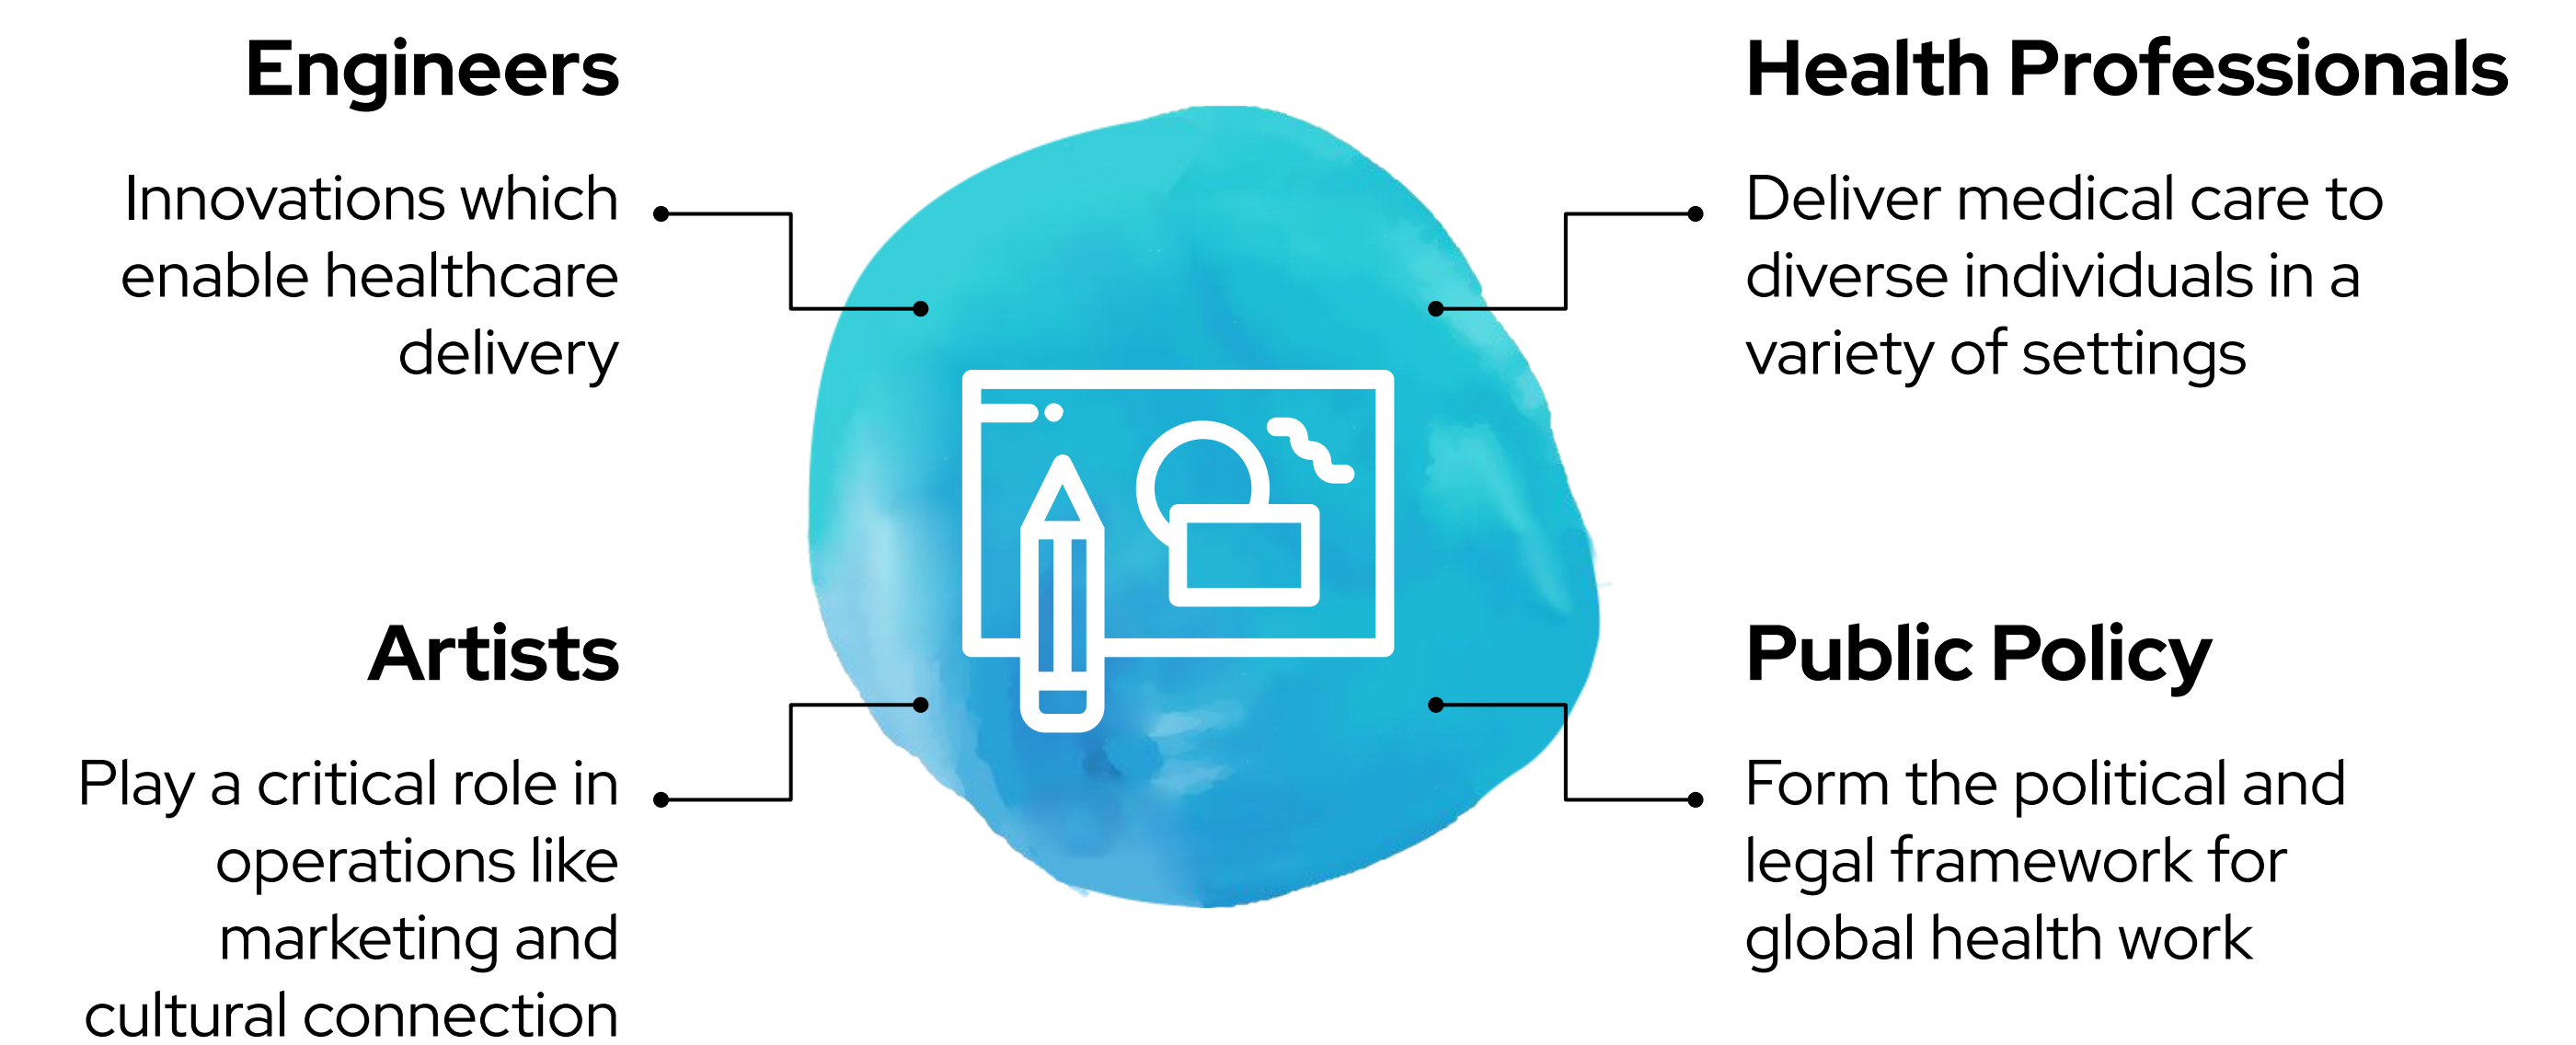 Engineers
Innovations which
enable healthcare
delivery
Health Professionals
Deliver medical care to
diverse individuals in a
variety of settings
Artists
Play a critical role in
operations like
marketing and
cultural connection
Public Policy
Form the political and
legal framework for
global health work